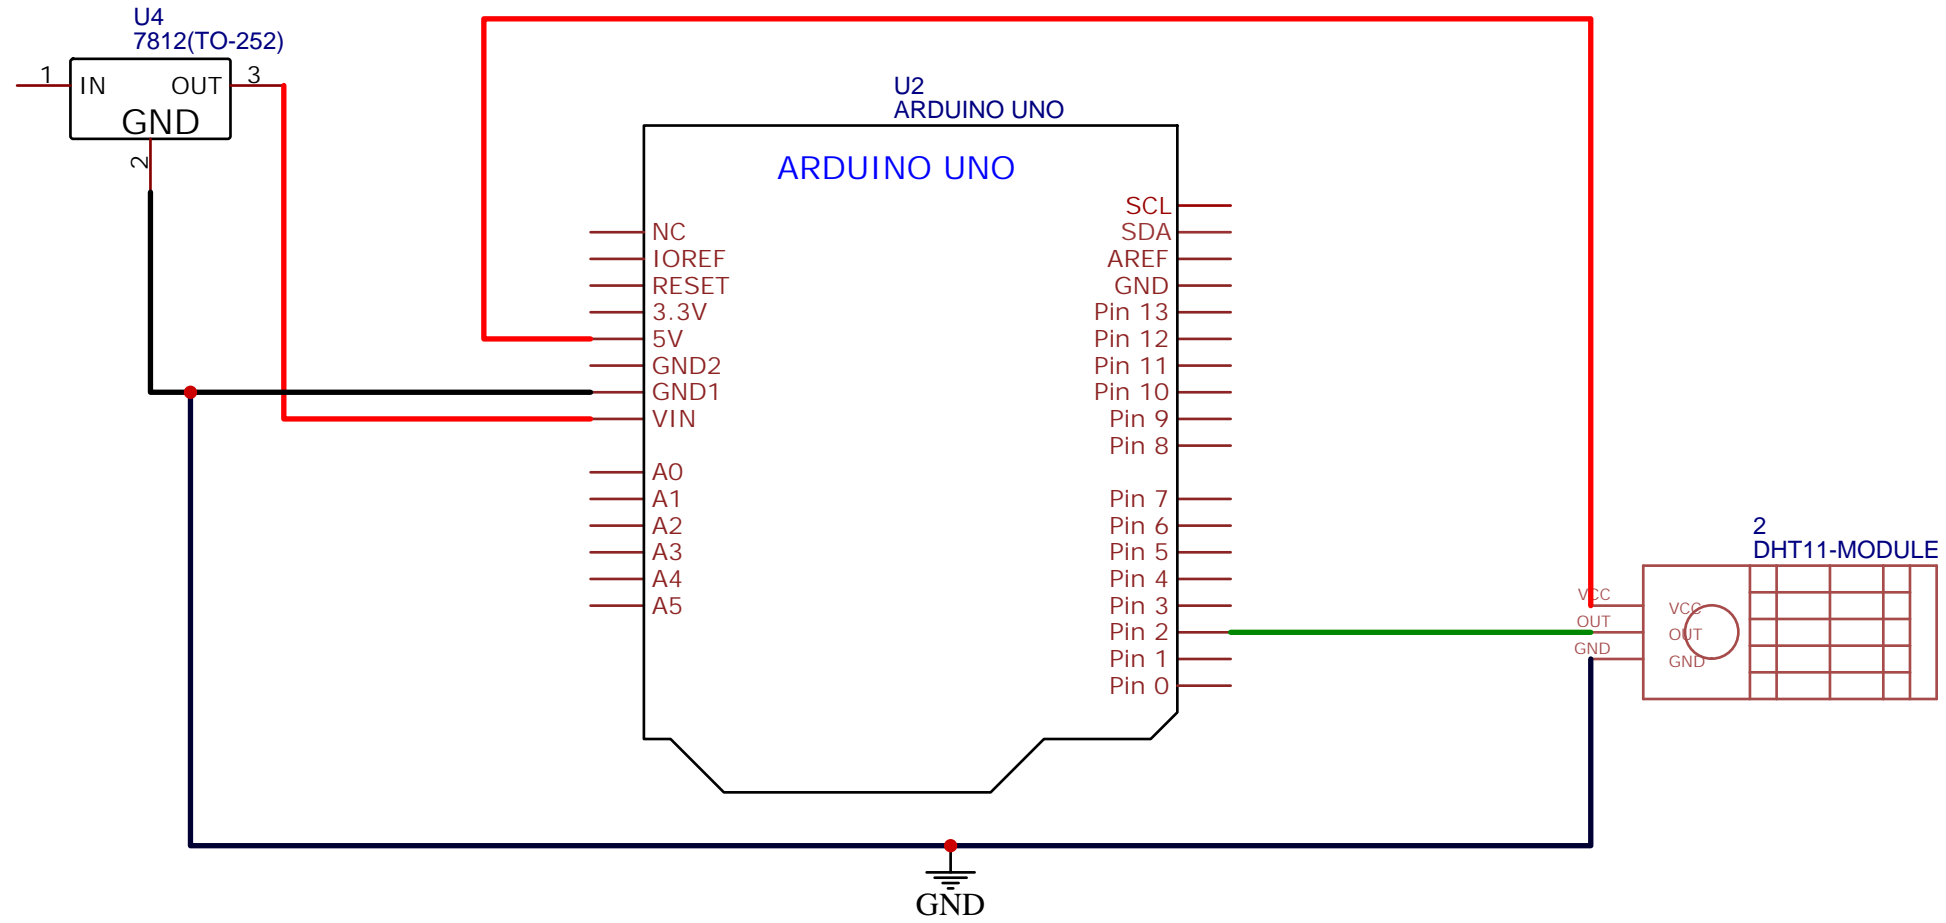 U4
7812(TO-252)
1
IN
OUT
3
GND
2
U2
ARDUINO UNO
ARDUINO UNO
NC
IOREF
RESET
3.3V
5V
GND2
GND1
VIN
A0
A1
A2
A3
A4
A5
SCL
SDA
AREF
GND
Pin 13
Pin 12
Pin 11
Pin 10
Pin 9
Pin 8
Pin 7
Pin 6
Pin 5
Pin 4
Pin 3
Pin 2
Pin 1
Pin 0
2
DHT11-MODULE
VCC
OUT
GND
VCC
OUT
GND
GND